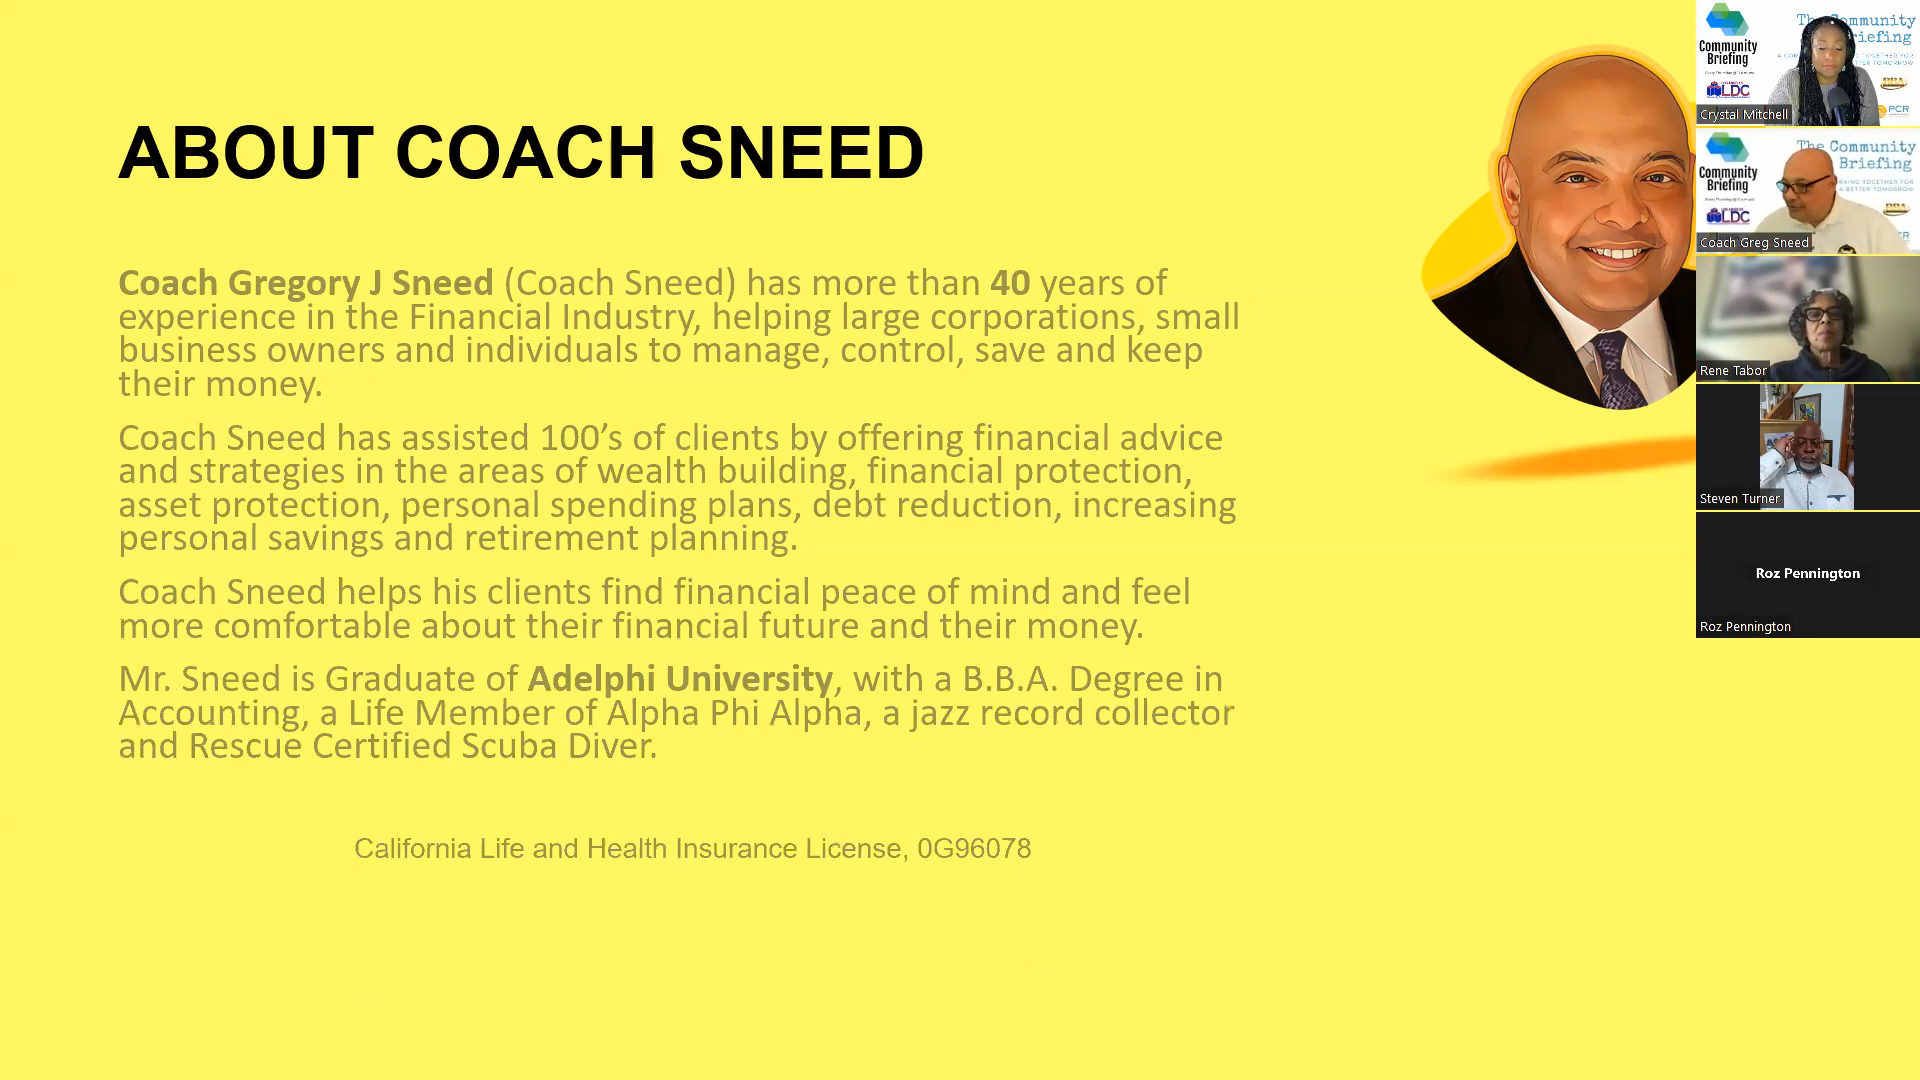 ABOUT COACH SNEED
Coach Gregory J Sneed (Coach Sneed) has more than 40 years of
experience in the Financial Industry, helping large corporations, small
business owners and individuals to manage, control, save and keep
their money.
Coach Sneed has assisted 100’s of clients by offering financial advice
and strategies in the areas of wealth building, financial protection,
asset protection, personal spending plans, debt reduction, increasing
personal savings and retirement planning.
Coach Sneed helps his clients find financial peace of mind and feel
more comfortable about their financial future and their money.
Mr. Sneed is Graduate of Adelphi University, with a B.B.A. Degree in
Accounting, a Life Member of Alpha Phi Alpha, a jazz record collector
and Rescue Certified Scuba Diver.
California Life and Health Insurance License, 0G96078
Community
Briefing
LDC
PCR
Crystal Mitchell
The Community
Briefing
Community
Briefing
LDC
Coach Greg Sneed
Rene Tabor
Steven Turner
Roz Pennington
Roz Pennington